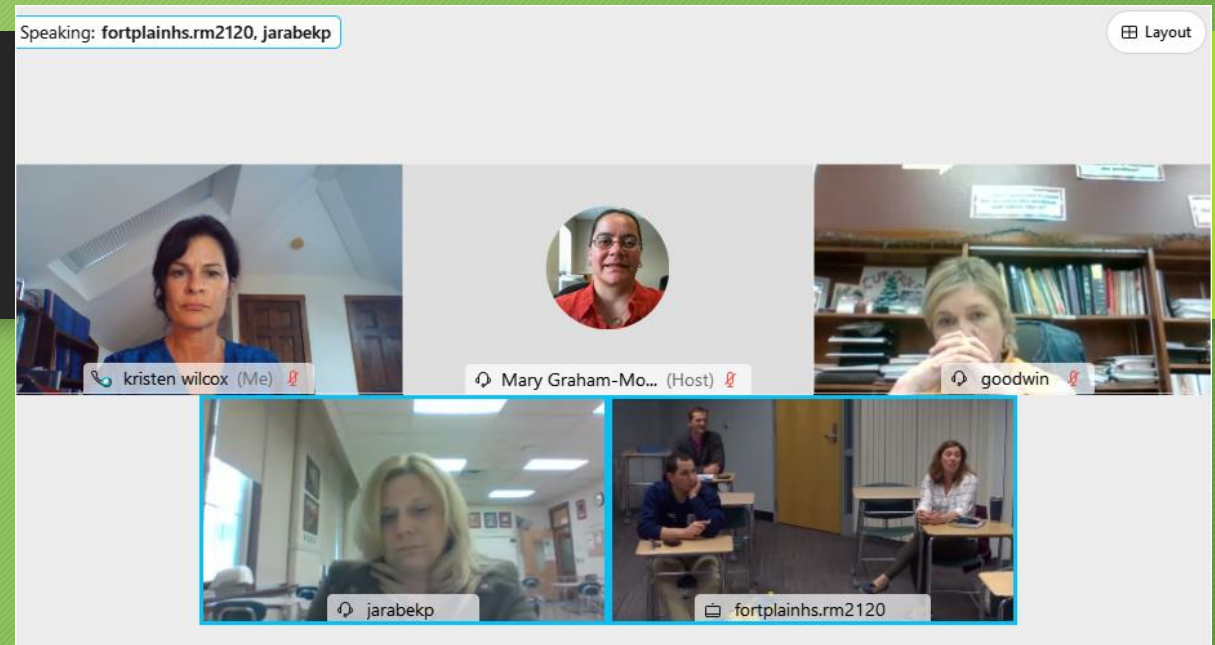 Speaking: fortplainhs.rm2120, jarabekp
Layout
kristen wilcox (Me)
Mary Graham-Mo... (Host)
goodwin
jarabekp
fortplainhs.rm2120